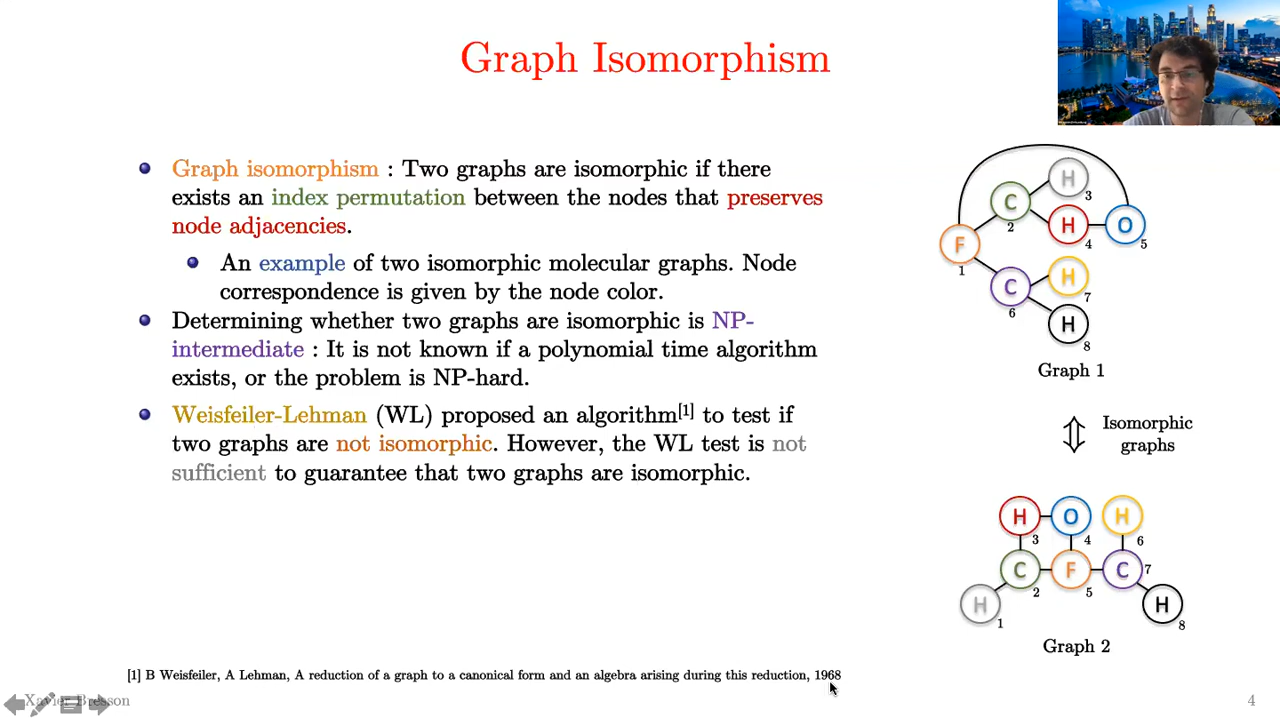 Graph Isomorphism
Graph isomorphism : Two graphs are isomorphic if there
exists an index permutation between the nodes that preserves
node adjacencies.
An example of two isomorphic molecular graphs. Node
correspondence is given by the node color.
Determining whether two graphs are isomorphic is NP-
intermediate : It is not known if a polynomial time algorithm
exists, or the problem is NP-hard.
Weisfeiler-Lehman (WL) proposed an algorithm[1] to test if
two graphs are not isomorphic. However, the WL test is not
sufficient to guarantee that two graphs are isomorphic.
H
3
C
2
H
4
O
5
F
1
H
7
C
6
H
8
Graph 1
Isomorphic
graphs
H
3
O
4
H
6
C
2
F
5
C
7
H
1
H
8
Graph 2
[1] B Weisfeiler, A Lehman, A reduction of a graph to a canonical form and an algebra arising during this reduction, 1968
Xavier Bresson
4